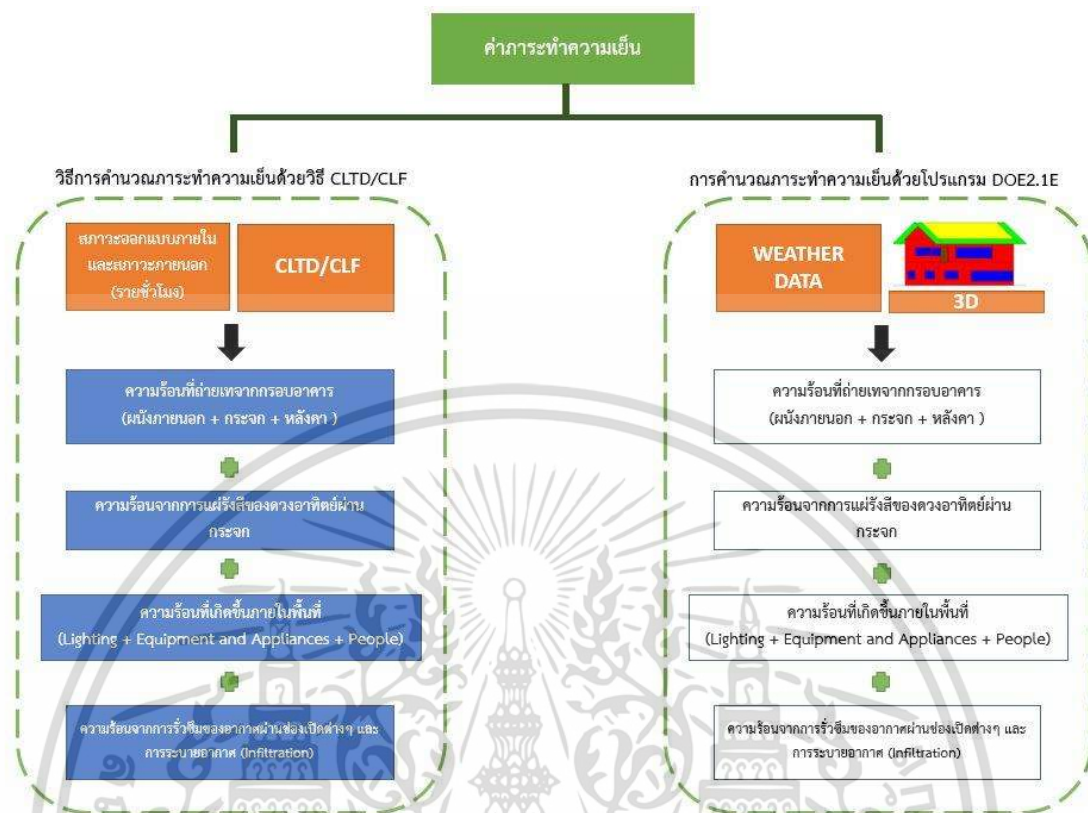 ค่าภาระทำความเย็น
วิธีการคำนวณภาระทำความเย็นด้วยวิธี CLTD/CLF
สภาวะออกแบบภายใน
และสภาวะภายนอก
(รายชั่วโมง)
CLTD/CLF
ความร้อนที่ถ่ายเทจากกรอบอาคาร
(ผนังภายนอก + กระจก + หลังคา )
ความร้อนจากการแผ่รังสีของดวงอาทิตย์ผ่าน
กระจก
ความร้อนที่เกิดขึ้นภายในพื้นที่
(Lighting + Equipment and Appliances + People)
ความร้อนจากการรั่วซึมของอากาศผ่านช่องเปิดต่างๆ และ
การระบายอากาศ (Infiltration)
การคำนวณภาระทำความเย็นด้วยโปรแกรม DOE2.1E
WEATHER
DATA
3D
ความร้อนที่ถ่ายเทจากกรอบอาคาร
(ผนังภายนอก + กระจก + หลังคา )
ความร้อนจากการแผ่รังสีของดวงอาทิตย์ผ่าน
กระจก
ความร้อนที่เกิดขึ้นภายในพื้นที่
(Lighting + Equipment and Appliances + People)
ความร้อนจากการรั่วซึมของอากาศผ่านช่องเปิดต่างๆ และ
การระบายอากาศ (Infiltration)